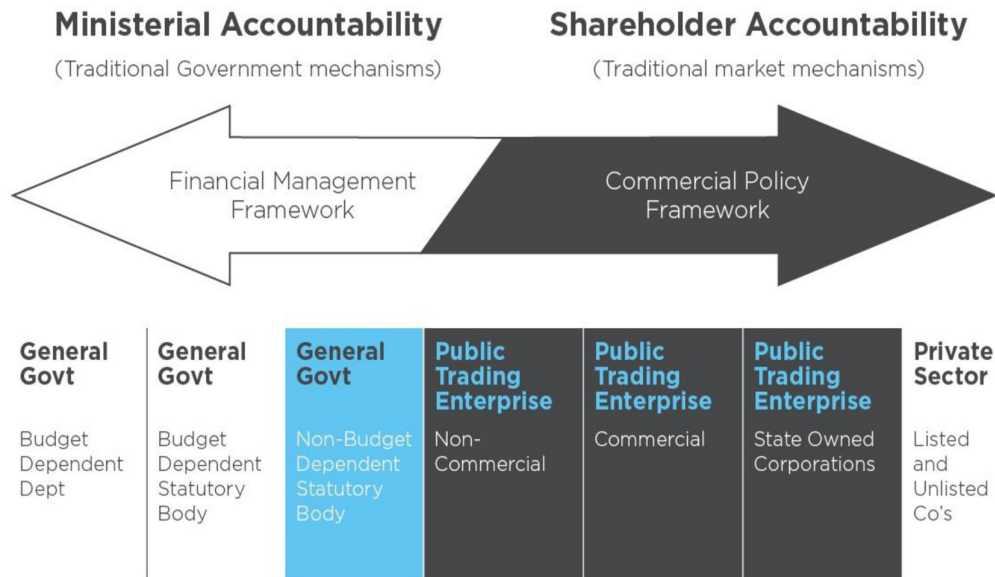 Ministerial Accountability
(Traditional Government mechanisms)
Shareholder Accountability
(Traditional market mechanisms)
Financial Management
Framework
Commercial Policy
Framework
General
Govt
Budget
Dependent
Dept
General
Govt
Budget
Dependent
Statutory
Body
General
Govt
Non-Budget
Dependent
Statutory
Body
Public
Trading
Enterprise
Non-
Commercial
Public
Trading
Enterprise
Commercial
Public
Trading
Enterprise
State Owned
Corporations
Private
Sector
Listed
and
Unlisted
Co's